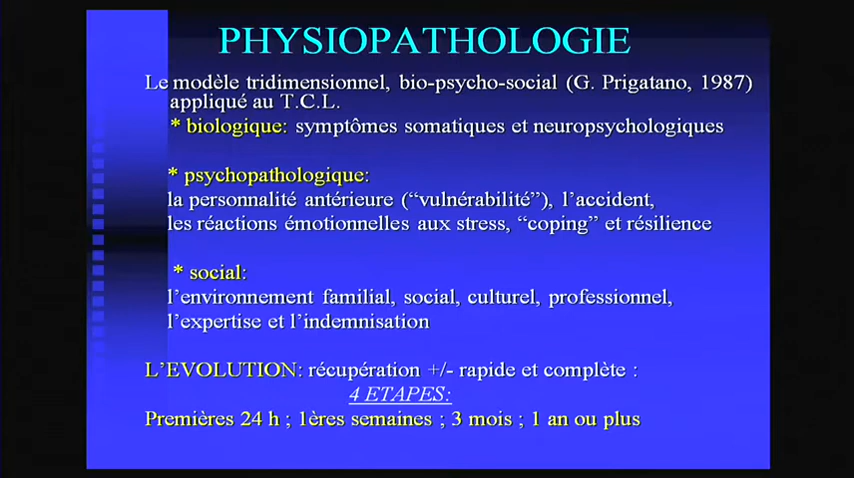 PHYSIOPATHOLOGIE
Le modèle tridimensionnel, bio-psycho-social (G. Prigatano, 1987)
appliqué au T.C.L.
* biologique: symptômes somatiques et neuropsychologiques
* psychopathologique:
la personnalité antérieure (“vulnérabilité”), l’accident,
les réactions émotionnelles aux stress, “coping” et résilience
* social:
l’environnement familial, social, culturel, professionnel,
l’expertise et l’indemnisation
L’EVOLUTION: récupération +/- rapide et complète :
4 ETAPES:
Premières 24 h ; 1ères semaines ; 3 mois ; 1 an ou plus